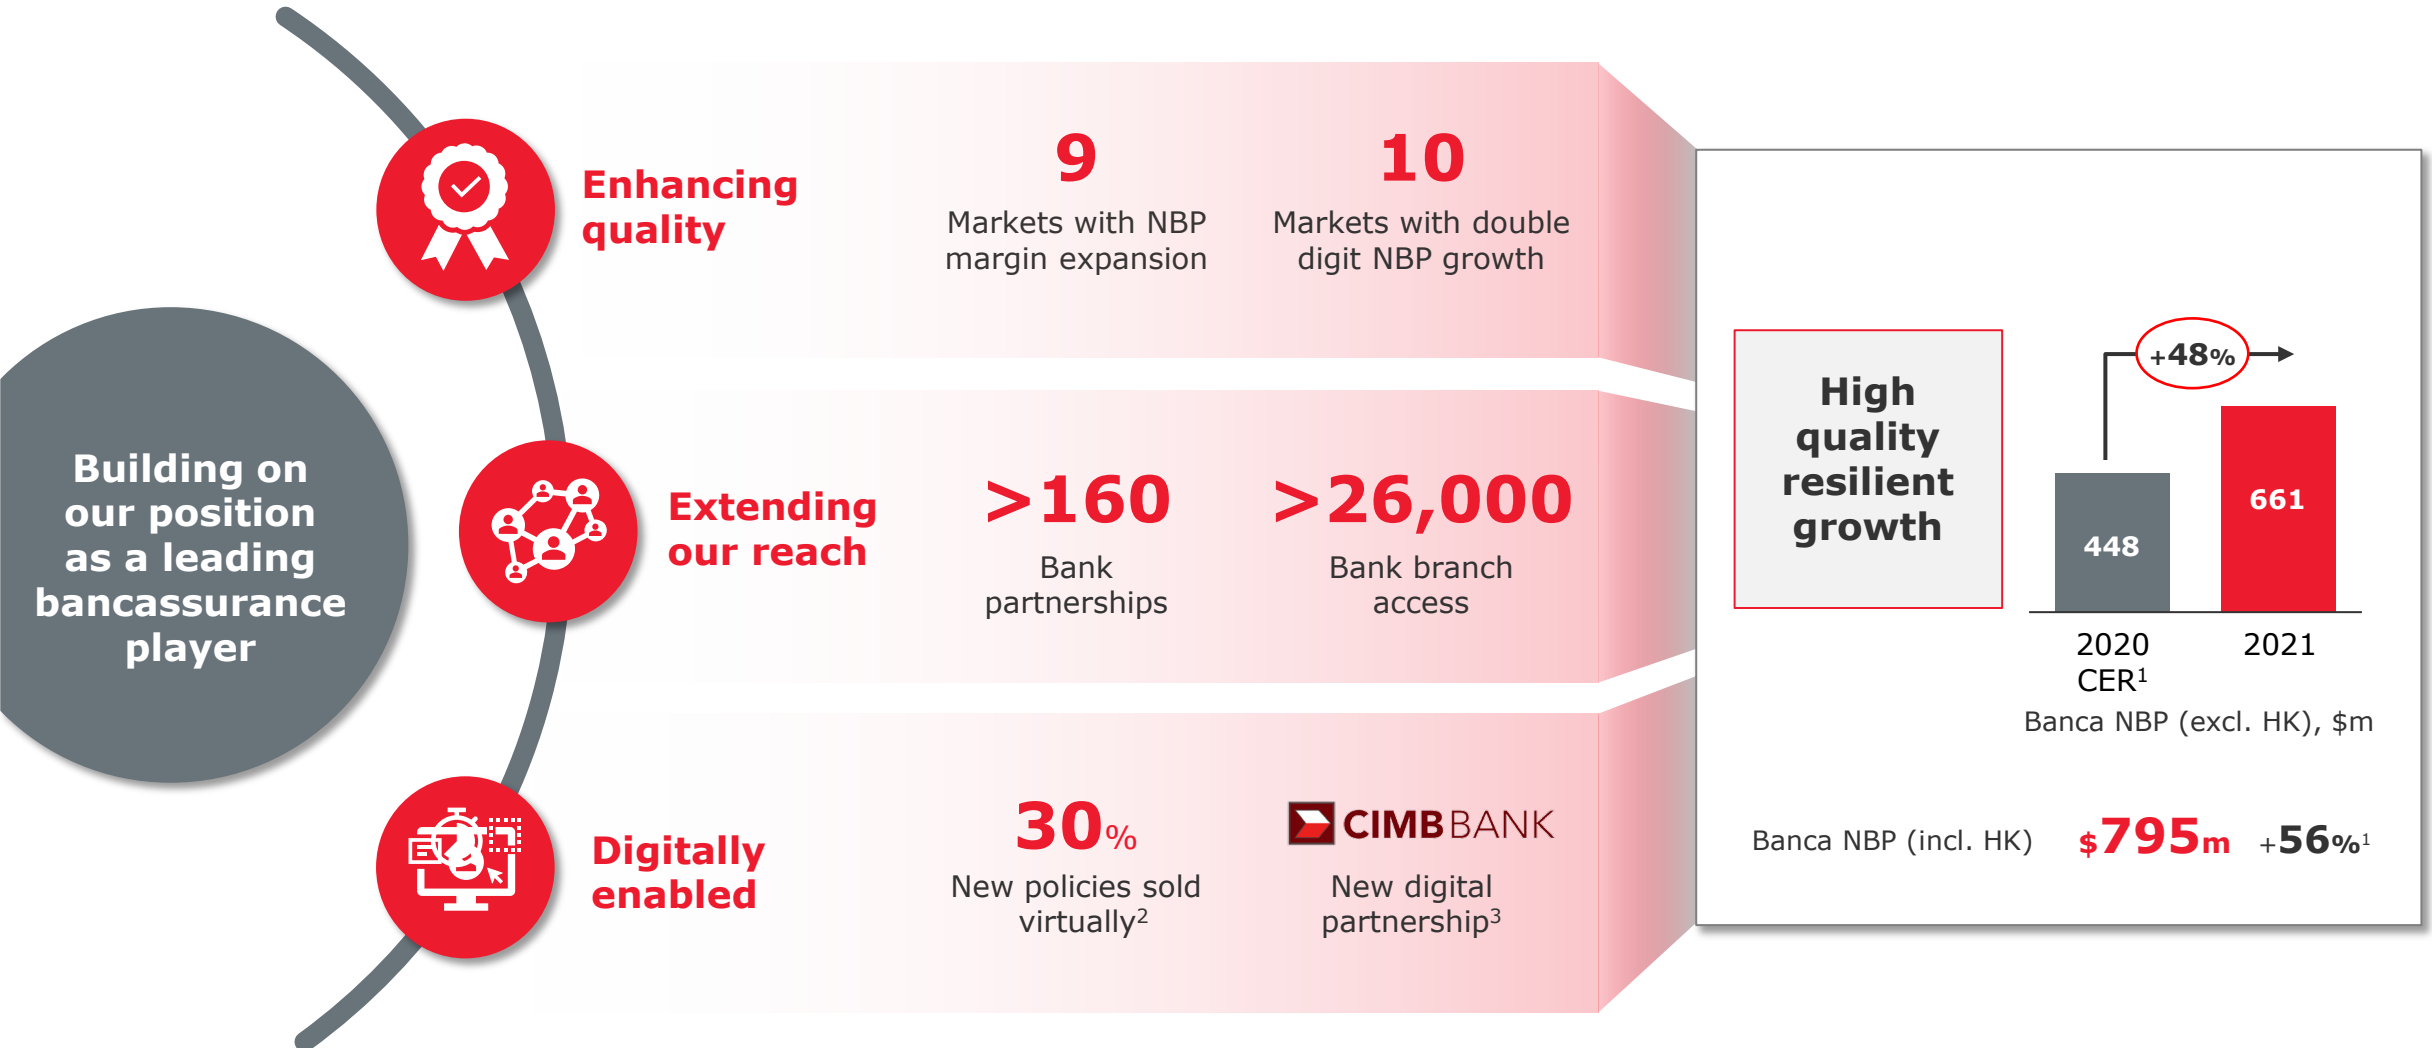 Building on
our position
as a leading
bancassurance
player
Enhancing
quality
9
Markets with NBP
margin expansion
10
Markets with double
digit NBP growth
Extending
our reach
>160
Bank
partnerships
>26,000
Bank branch
access
Digitally
enabled
30%
New policies sold
virtually²
CIMB BANK
New digital
partnership³
High
quality
resilient
growth
+48%
448
661
2020
CER¹
2021
Banca NBP (excl. HK), $m
Banca NBP (incl. HK) $795m +56%¹